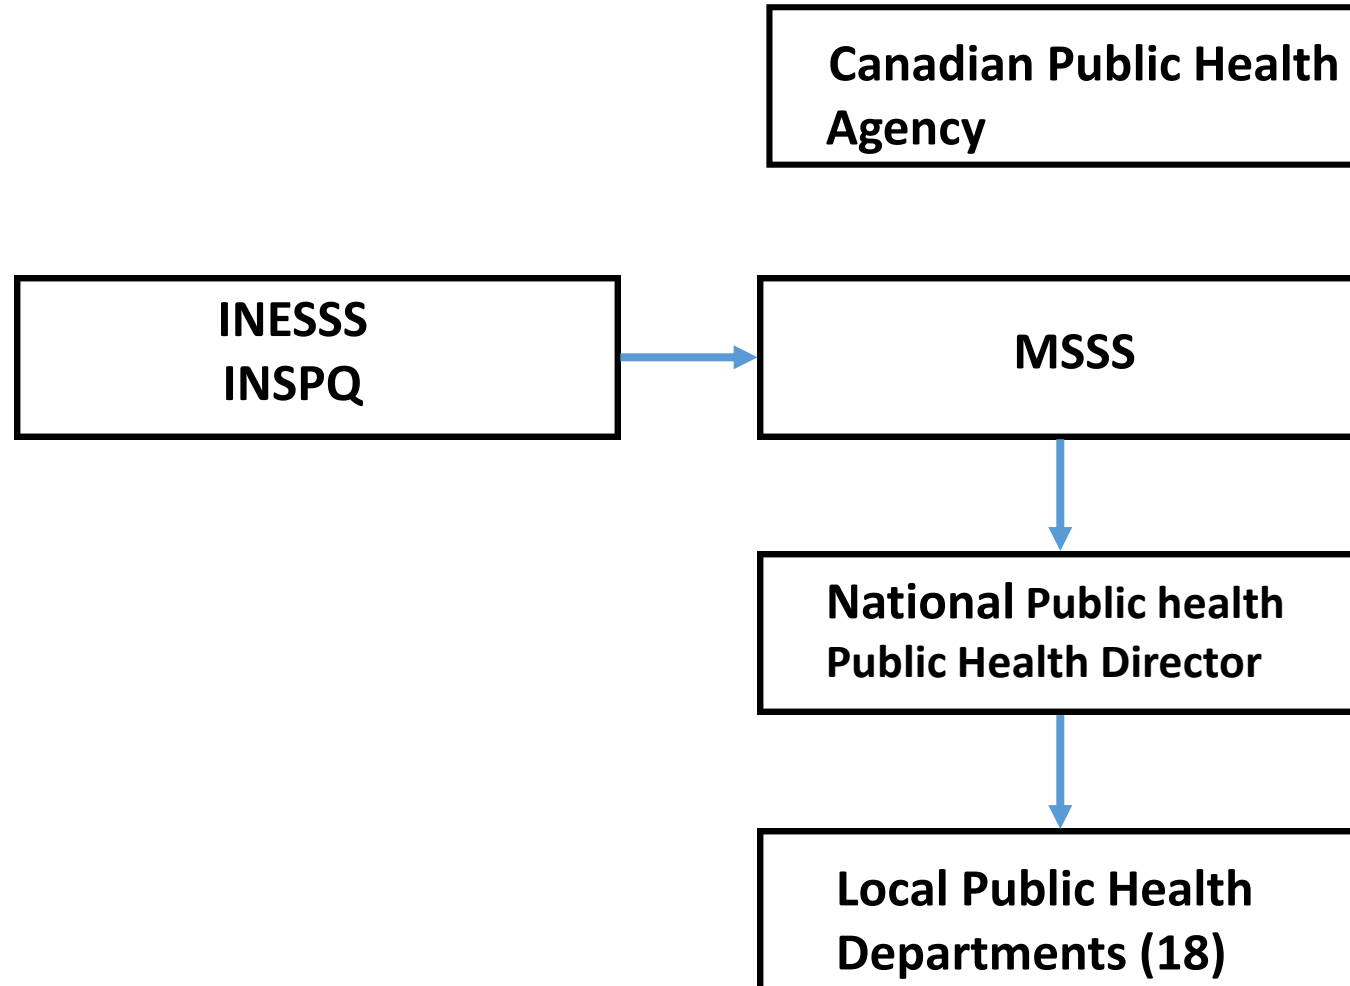 Canadian Public Health
Agency
INESSS
INSPQ
MSSS
National Public health
Public Health Director
Local Public Health
Departments (18)